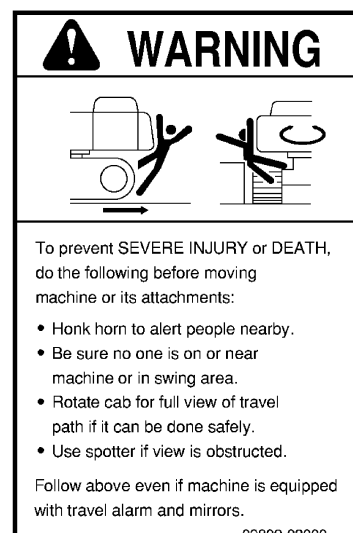 WARNING
To prevent SEVERE INJURY or DEATH,
do the following before moving
machine or its attachments:
• Honk horn to alert people nearby.
• Be sure no one is on or near
machine or in swing area.
• Rotate cab for full view of travel
path if it can be done safely.
• Use spotter if view is obstructed.
Follow above even if machine is equipped
with travel alarm and mirrors.